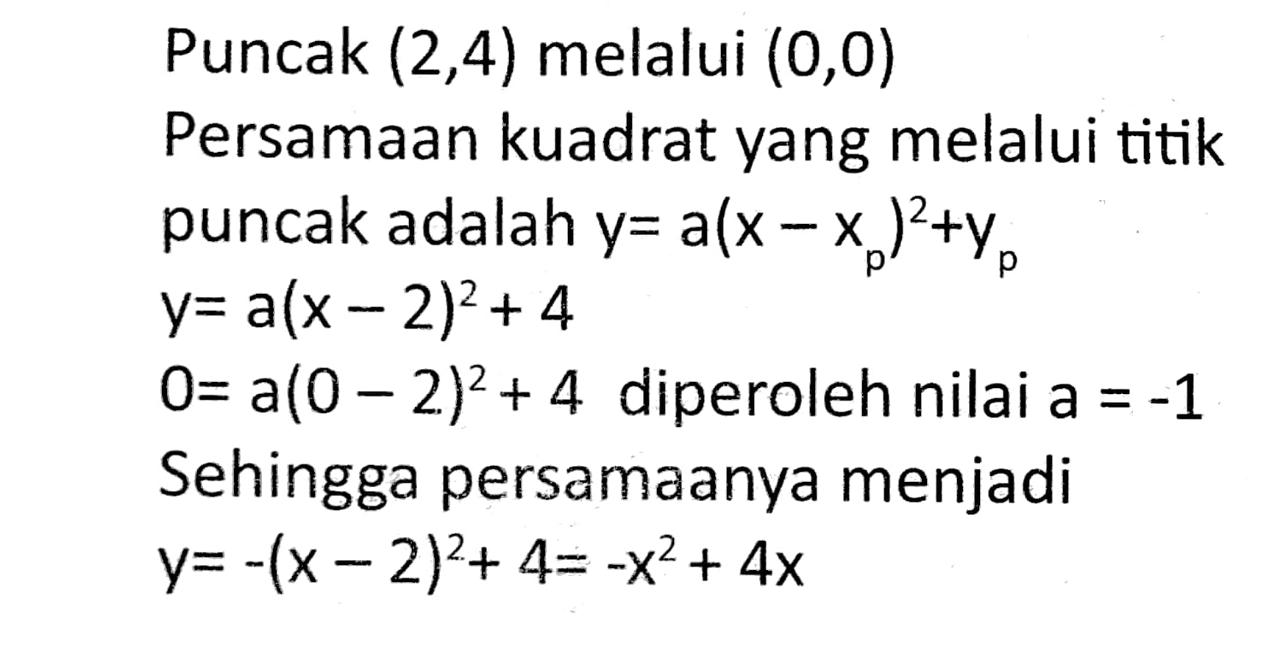 Puncak (2,4) melalui (0,0)
Persamaan kuadrat yang melalui titik
puncak adalah y= a(x – xₚ)²+yₚ
y= a(x – 2)² + 4
0= a(0 – 2)² + 4 diperoleh nilai a = -1
Sehingga persamaanya menjadi
y= -(x – 2)²+ 4= -x² + 4x